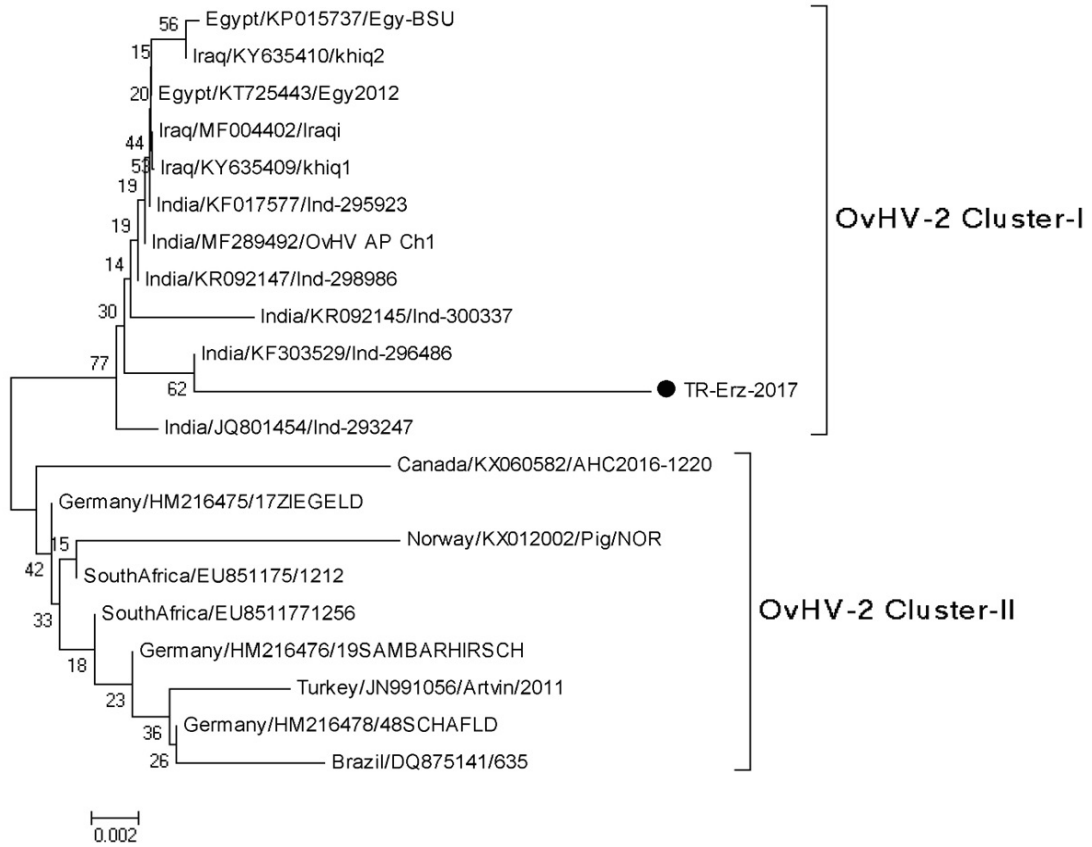 56
Egypt/KP015737/Egy-BSU
15
Iraq/KY635410/khiq2
20
Egypt/KT725443/Egy2012
44
Iraq/MF004402/Iraqi
53
Iraq/KY635409/khiq1
19
India/KF017577/Ind-295923
OvHV-2 Cluster-I
19
India/MF289492/OvHV AP Ch1
14
India/KR092147/Ind-298986
30
India/KR092145/Ind-300337
77
India/KF303529/Ind-296486
62
TR-Erz-2017
India/JQ801454/Ind-293247
Canada/KX060582/AHC2016-1220
Germany/HM216475/17ZIEGELD
15
Norway/KX012002/Pig/NOR
42
SouthAfrica/EU851175/1212
33
SouthAfrica/EU8511771256
OvHV-2 Cluster-II
18
Germany/HM216476/19SAMBARHIRSCH
23
Turkey/JN991056/Artvin/2011
36
Germany/HM216478/48SCHAFLD
26
Brazil/DQ875141/635
0.002